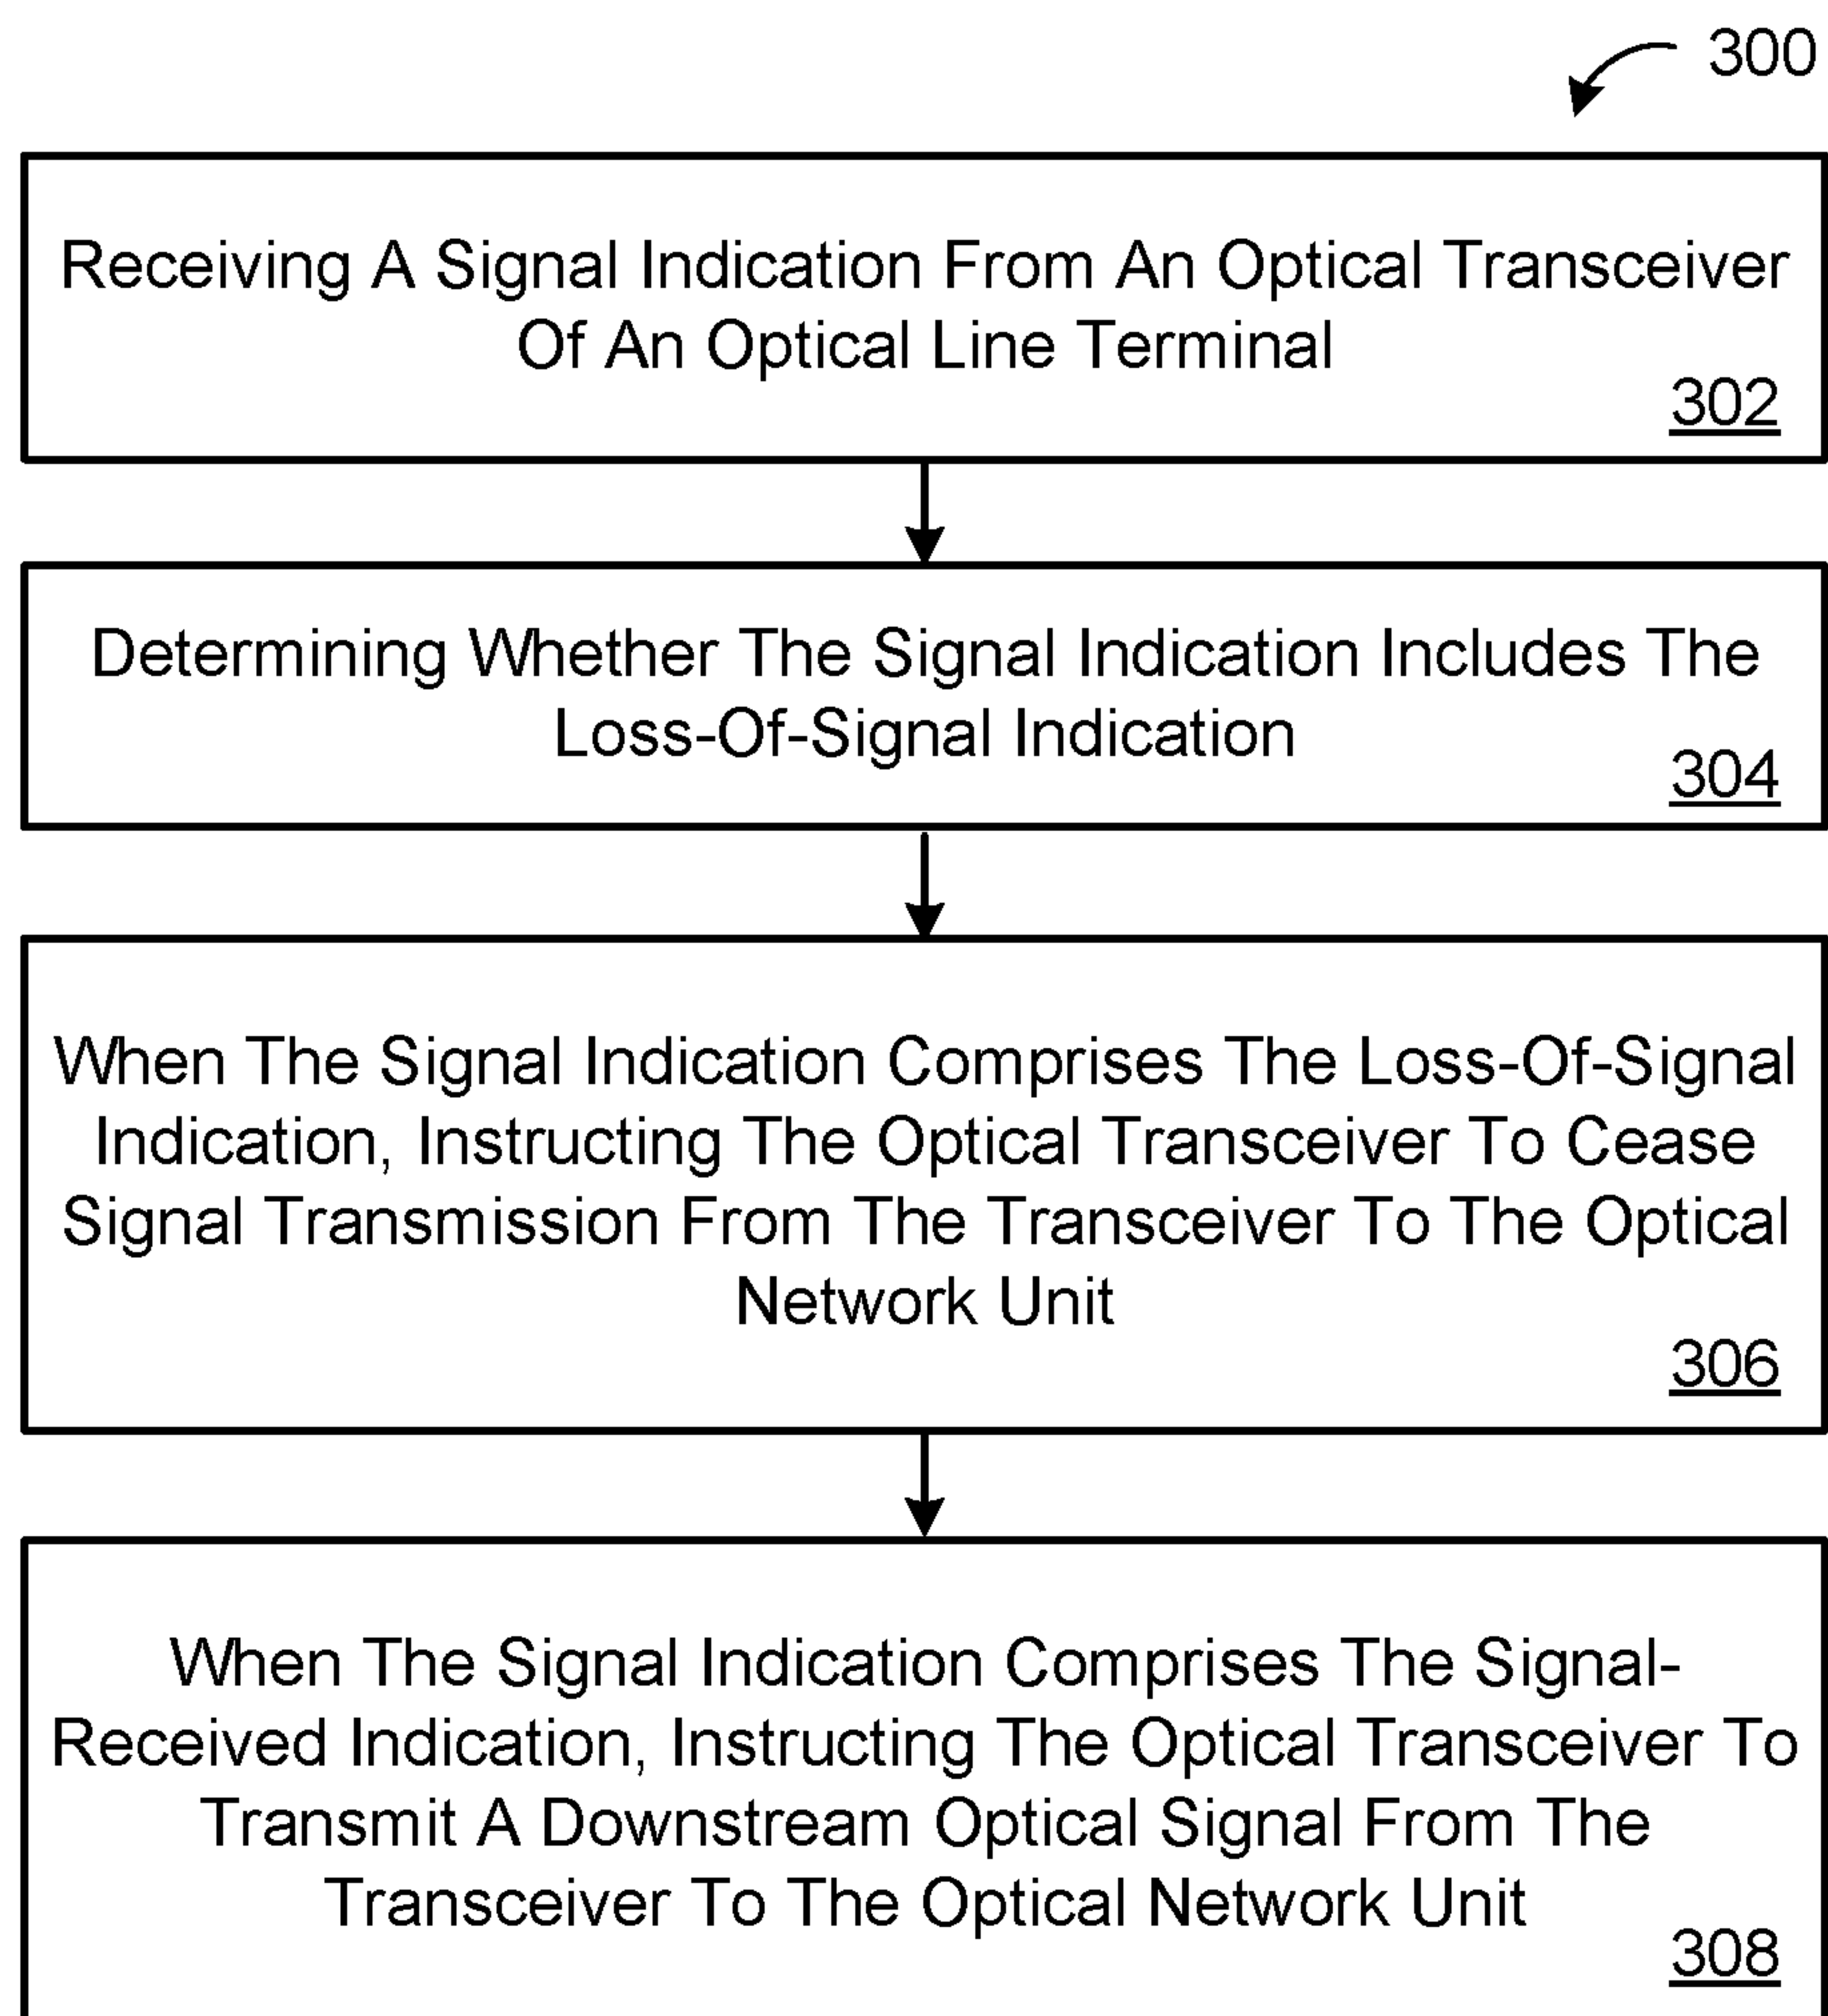 300
Receiving A Signal Indication From An Optical Transceiver
Of An Optical Line Terminal
302
Determining Whether The Signal Indication Includes The
Loss-Of-Signal Indication
304
When The Signal Indication Comprises The Loss-Of-Signal
Indication, Instructing The Optical Transceiver To Cease
Signal Transmission From The Transceiver To The Optical
Network Unit
306
When The Signal Indication Comprises The Signal-
Received Indication, Instructing The Optical Transceiver To
Transmit A Downstream Optical Signal From The
Transceiver To The Optical Network Unit
308